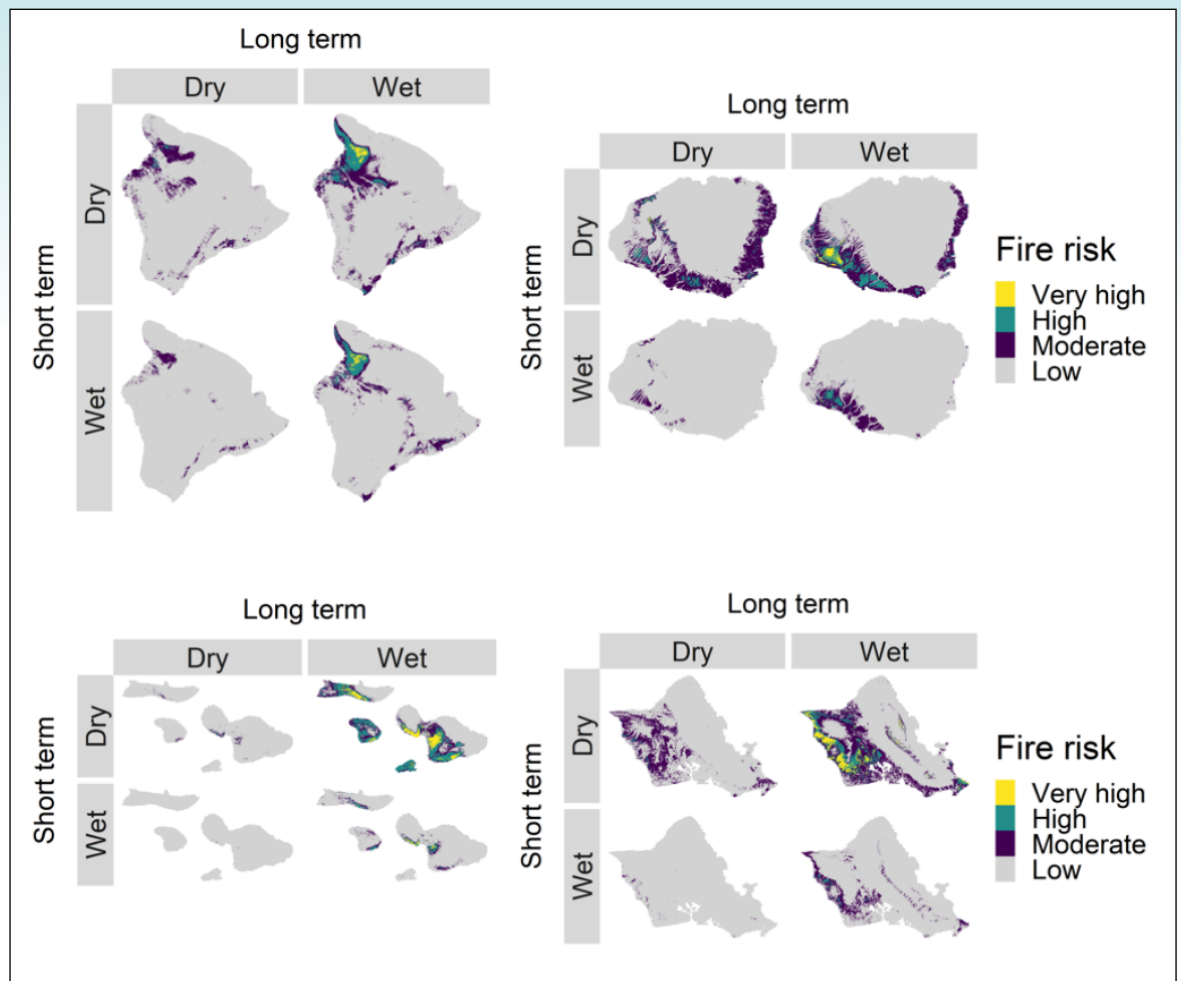 Long term
Dry Wet
Short term
Dry
Wet
Long term
Dry Wet
Short term
Dry
Wet
Fire risk
Very high
High
Moderate
Low
Long term
Dry Wet
Short term
Dry
Wet
Long term
Dry Wet
Short term
Dry
Wet
Fire risk
Very high
High
Moderate
Low